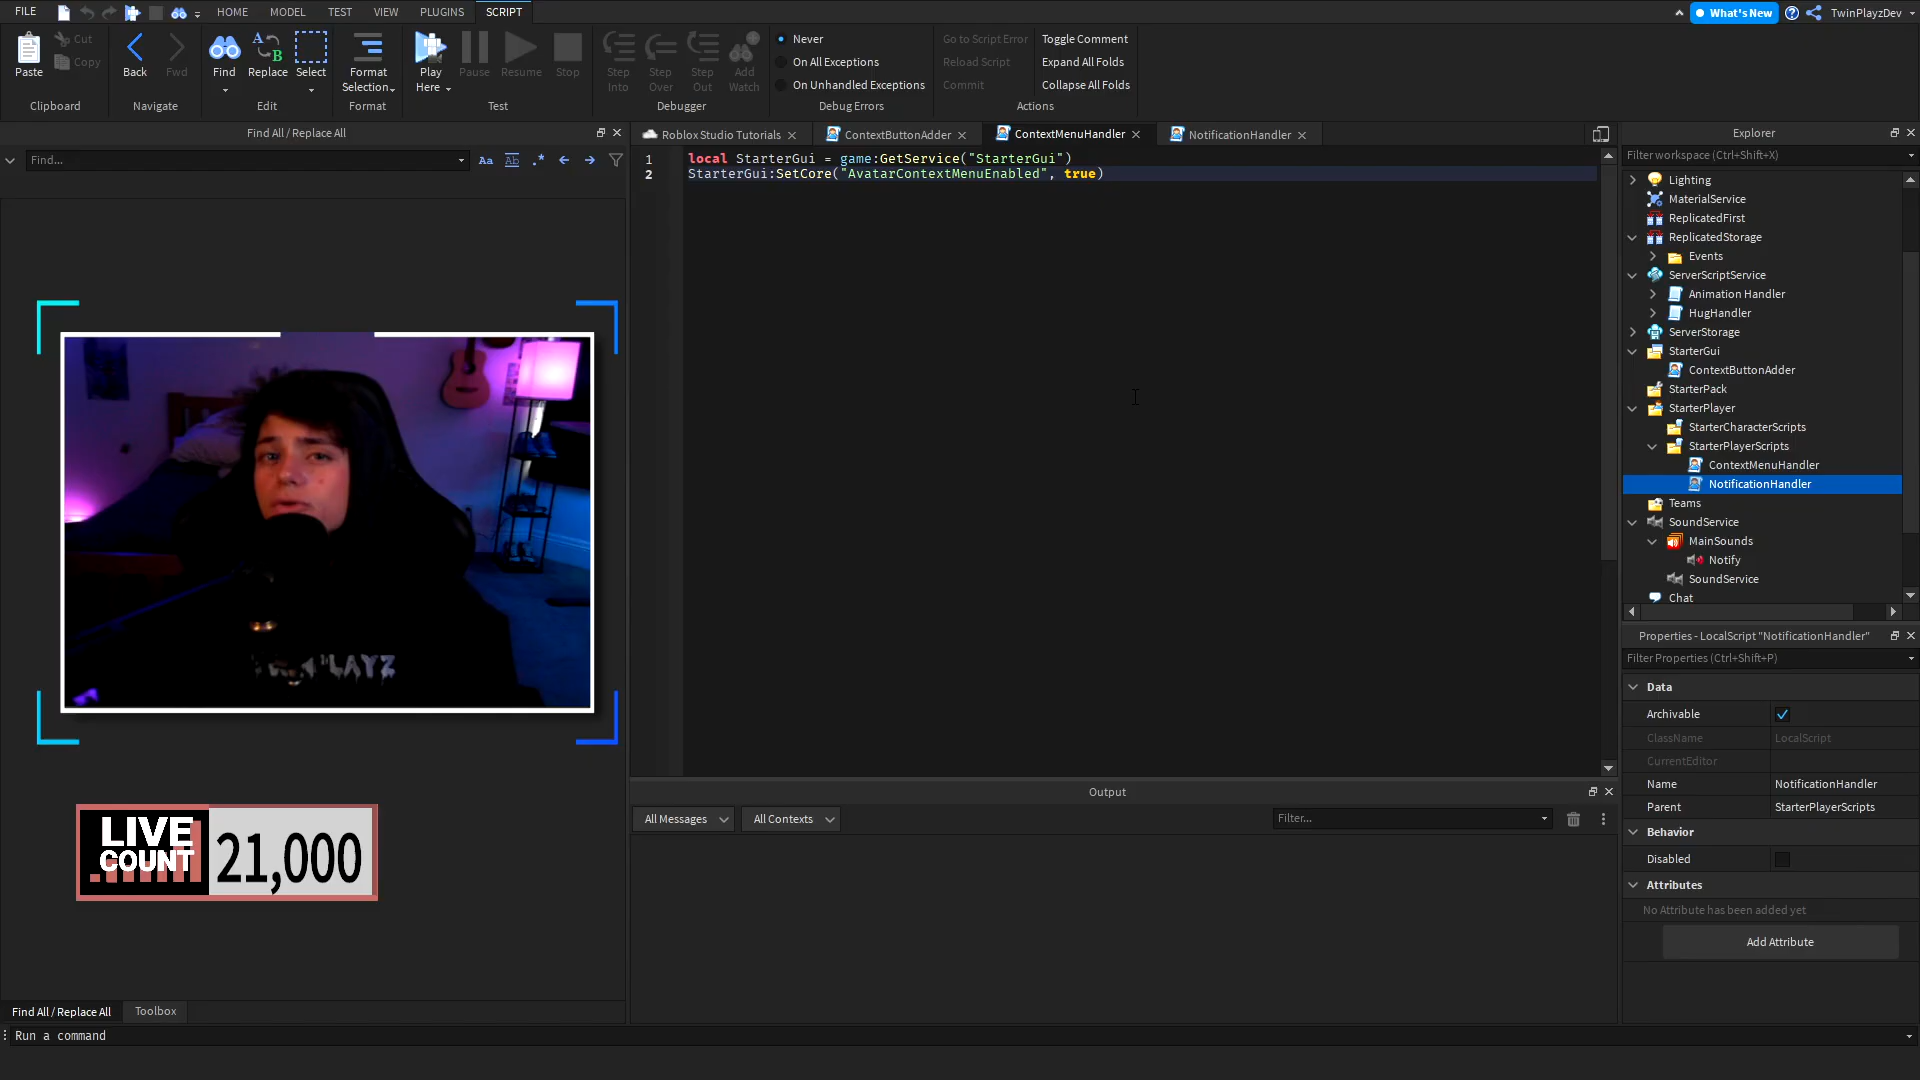 FILE
HOME
MODEL
TEST
VIEW
PLUGINS
SCRIPT
What's New
TwinPlayzDev
Paste
Cut
Copy
Clipboard
Back
Fwd
Navigate
Find
Replace
Select
Edit
Format
Selection
Format
Play
Here
Pause
Resume
Stop
Test
Step
Into
Step
Over
Step
Out
Add
Watch
Debugger
Never
On All Exceptions
On Unhandled Exceptions
Debug Errors
Go to Script Error
Reload Script
Commit
Toggle Comment
Expand All Folds
Collapse All Folds
Actions
Find All / Replace All
Find...
Aa
Ab
.*
LIVE
COUNT
21,000
Find All / Replace All
Toolbox
Run a command
Roblox Studio Tutorials
ContextButtonAdder
ContextMenuHandler
NotificationHandler
1 local StarterGui = game:GetService("StarterGui")
2 StarterGui:SetCore("AvatarContextMenuEnabled", true)
Output
All Messages
All Contexts
Filter...
Explorer
Filter workspace (Ctrl+Shift+X)
Lighting
MaterialService
ReplicatedFirst
ReplicatedStorage
Events
ServerScriptService
Animation Handler
HugHandler
ServerStorage
StarterGui
ContextButtonAdder
StarterPack
StarterPlayer
StarterCharacterScripts
StarterPlayerScripts
ContextMenuHandler
NotificationHandler
Teams
SoundService
MainSounds
Notify
SoundService
Chat
Properties - LocalScript "NotificationHandler"
Filter Properties (Ctrl+Shift+P)
Data
Archivable
ClassName LocalScript
CurrentEditor
Name NotificationHandler
Parent StarterPlayerScripts
Behavior
Disabled
Attributes
No Attribute has been added yet
Add Attribute